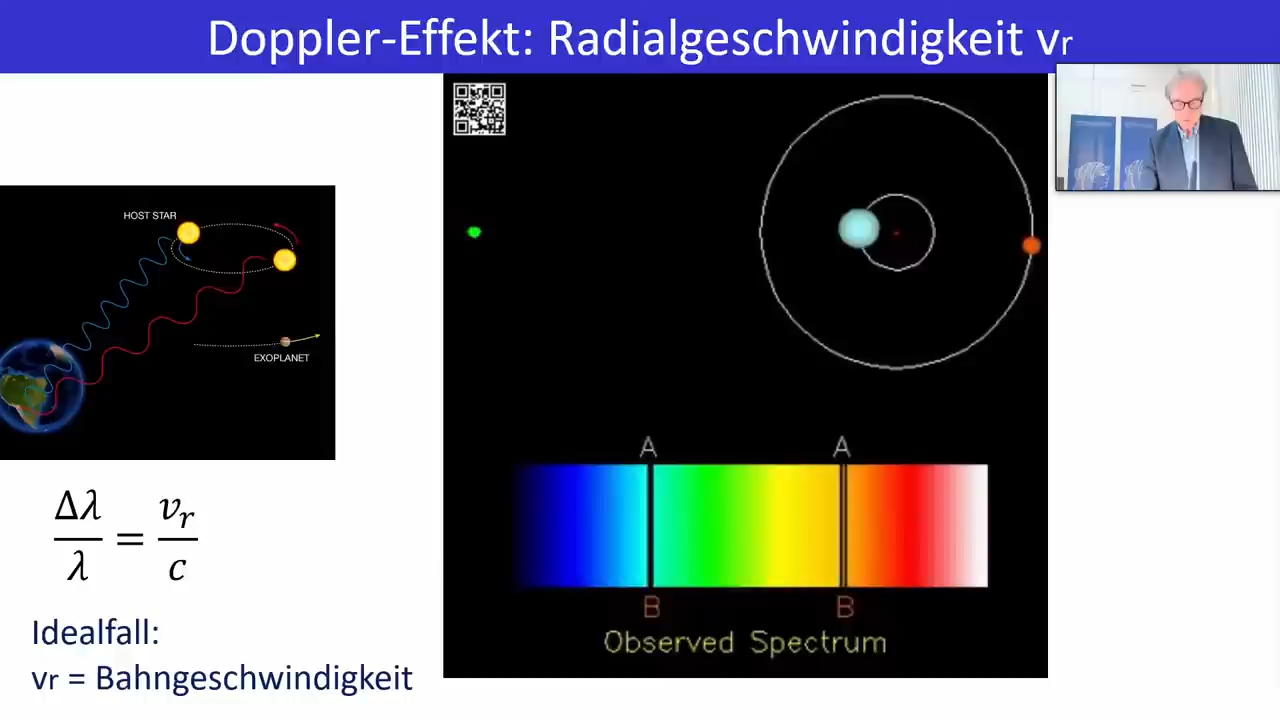 Doppler-Effekt: Radialgeschwindigkeit vr
HOST STAR
EXOPLANET
Δλ/λ = vr/c
Idealfall:
vr = Bahngeschwindigkeit
A A
B B
Observed Spectrum